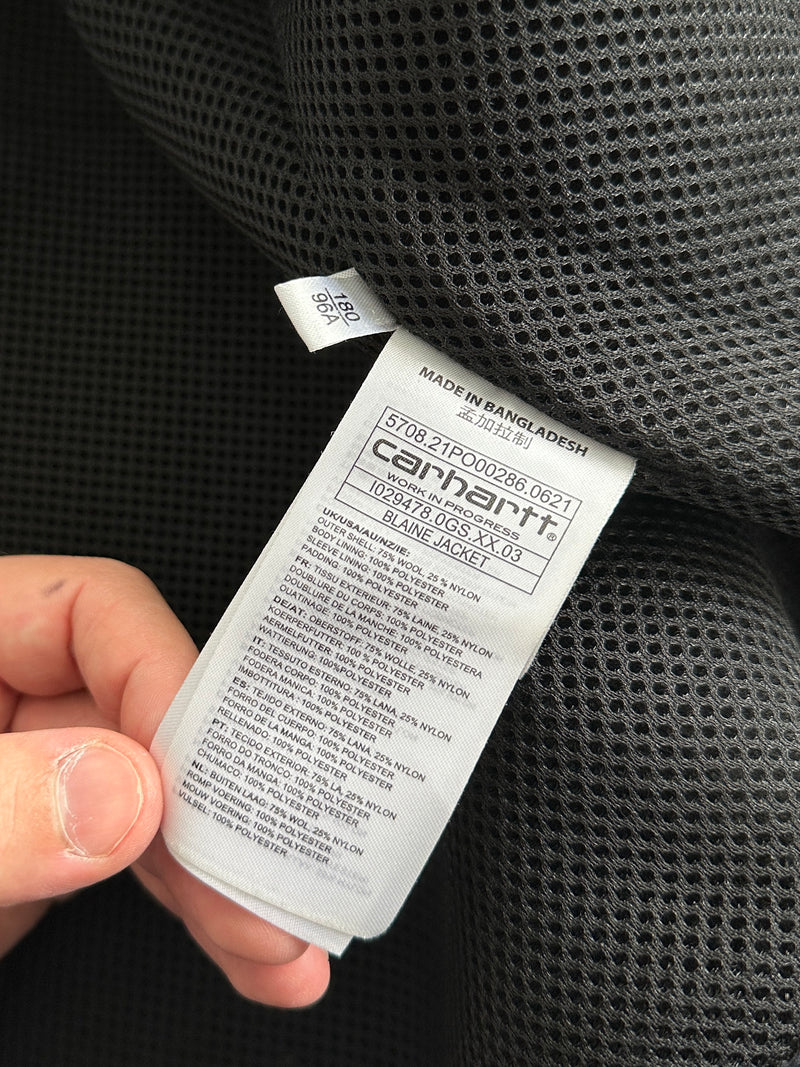 180
96A
MADE IN BANGLADESH
孟加拉制
5708.21PO00286.0621
carhartt®
WORK IN PROGRESS
I029478.0GS.XX.03
BLAINE JACKET
UK/USA/AU/NZ/IE:
OUTER SHELL: 75% WOOL, 25 % NYLON
BODY LINING: 100% POLYESTER
SLEEVE LINING: 100% POLYESTER
PADDING: 100% POLYESTER
FR: TISSU EXTERIEUR: 75% LAINE, 25% NYLON
DOUBLURE DU CORPS: 100% POLYESTER
DOUBLURE DE LA MANCHE: 100% POLYESTERA
OUATINAGE: 100% POLYESTER
DE/AT: OBERSTOFF: 75% WOLLE, 25% NYLON
KOERPERFUTTER: 100% POLYESTER
AERMELFUTTER: 100% POLYESTER
WATTIERUNG: 100% POLYESTER
IT: TESSUTO ESTERNO: 75% LANA, 25% NYLON
FODERA CORPO: 100% POLYESTER
FODERA MANICA: 100% POLYESTER
IMBOTTITURA : 100% POLYESTER
ES: TEJIDO EXTERNO: 75% LANA, 25% NYLON
FORRO DEL CUERPO: 100% POLYESTER
FORRO DE LA MANGA: 100% POLYESTER
RELLENADO: 100% POLYESTER
PT: TECIDO EXTERIOR: 75% LA, 25% NYLON
FORRO DO TRONCO: 100% POLYESTER
FORRO DA MANGA: 100% POLYESTER
CHUMACO: 100% POLYESTER
NL: BUITEN LAAG: 75% WOL, 25% NYLON
ROMP VOERING: 100% POLYESTER
MOUW VOERING: 100% POLYESTER
VULSEL: 100% POLYESTER